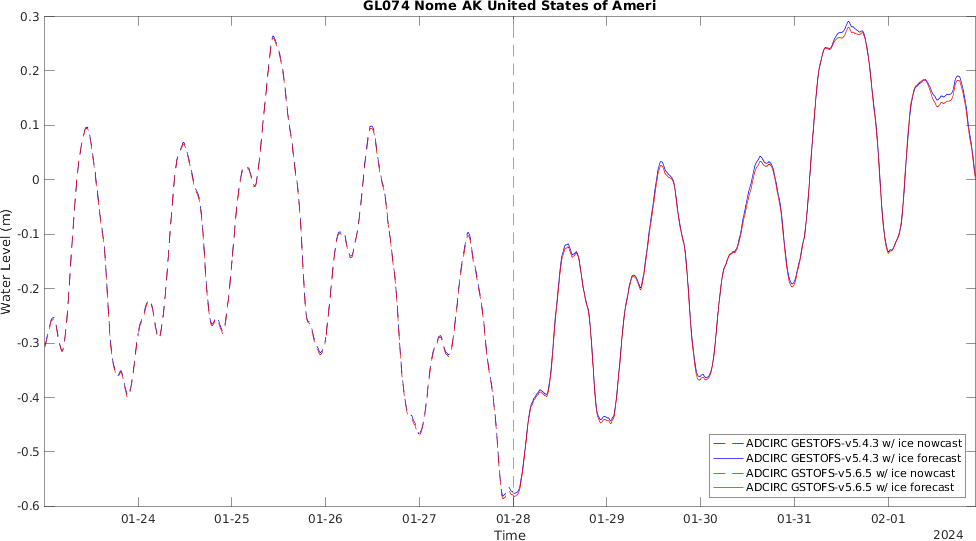 GL074 Nome AK United States of Ameri
0.3
0.2
0.1
0
-0.1
-0.2
-0.3
-0.4
-0.5
-0.6
Water Level (m)
ADCIRC GESTOFS-v5.4.3 w/ ice nowcast
ADCIRC GESTOFS-v5.4.3 w/ ice forecast
ADCIRC GSTOFS-v5.6.5 w/ ice nowcast
ADCIRC GSTOFS-v5.6.5 w/ ice forecast
01-24 01-25 01-26 01-27 01-28 01-29 01-30 01-31 02-01
Time
2024